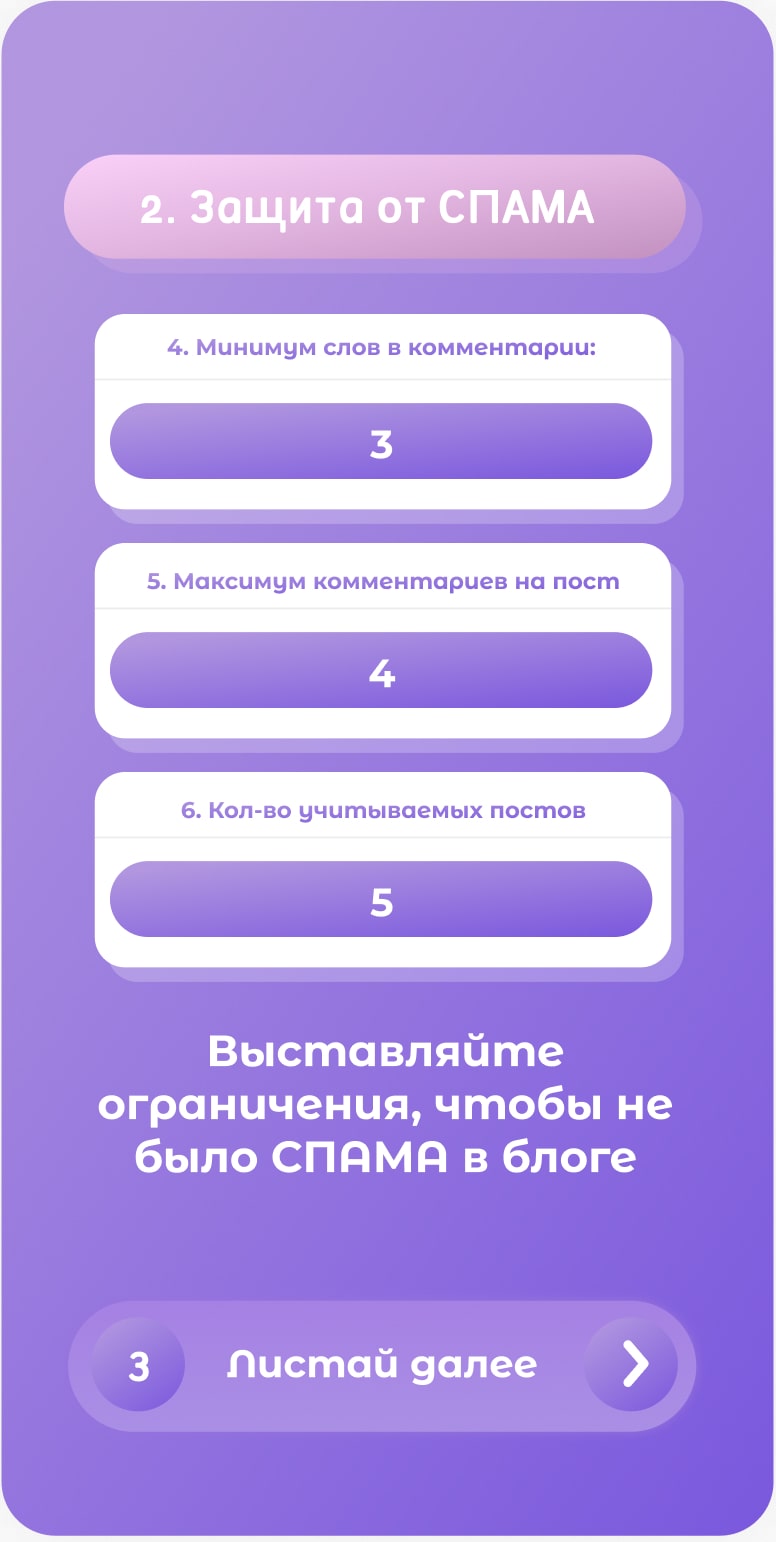 2. Защита от СПАМА
4. Минимум слов в комментарии:
3
5. Максимум комментариев на пост
4
6. Кол-во учитываемых постов
5
Выставляйте
ограничения, чтобы не
было СПАМА в блоге
3 Листай далее